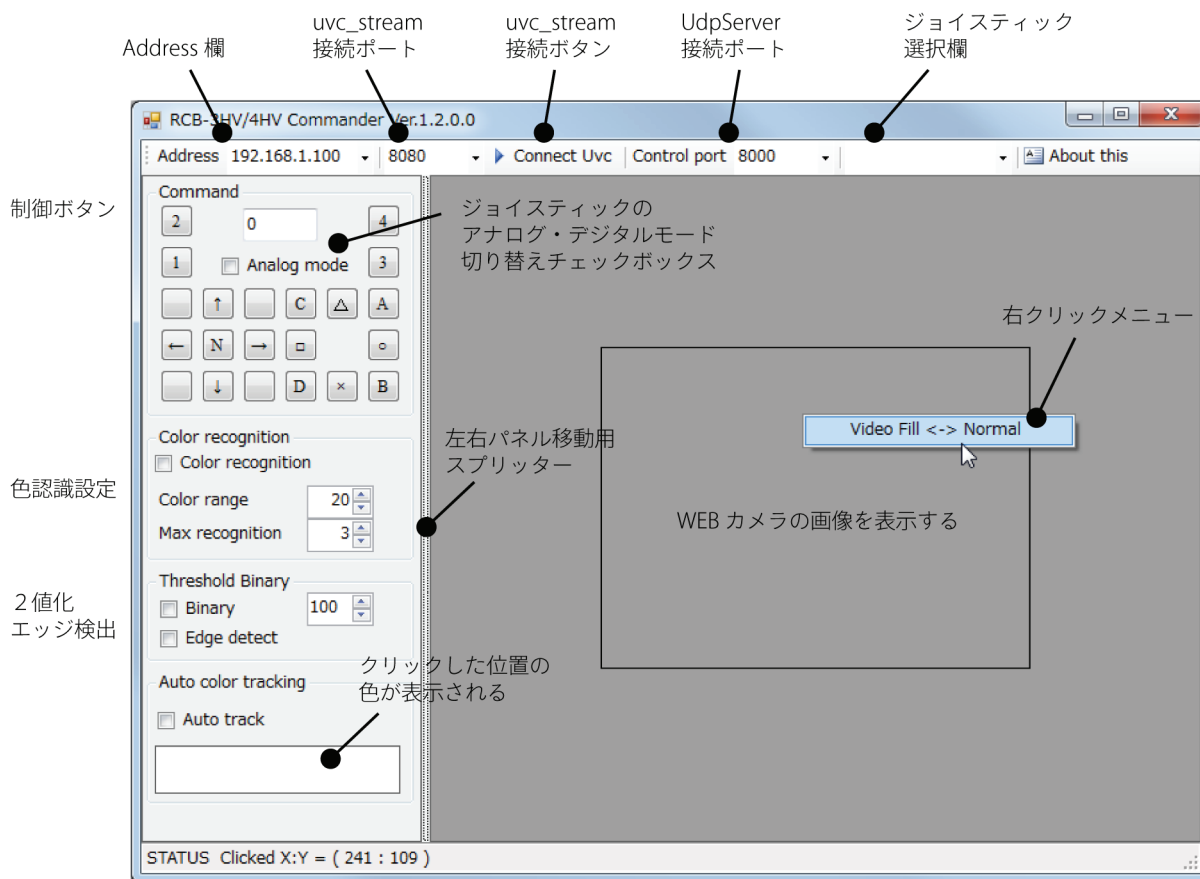 Address 欄
uvc_stream
接続ポート
uvc_stream
接続ボタン
UdpServer
接続ポート
ジョイスティック
選択欄
RCB-3HV/4HV Commander Ver.1.2.0.0
Address 192.168.1.100 8080 Connect Uvc Control port 8000 About this
制御ボタン
Command
2 0 4
1 Analog mode 3
↑ C △ A
← N → □ ○
↓ D × B
ジョイスティックの
アナログ・デジタルモード
切り替えチェックボックス
右クリックメニュー
Video Fill <-> Normal
WEB カメラの画像を表示する
左右パネル移動用
スプリッター
色認識設定
Color recognition
Color recognition
Color range 20
Max recognition 3
２値化
エッジ検出
Threshold Binary
Binary 100
Edge detect
クリックした位置の
色が表示される
Auto color tracking
Auto track
STATUS Clicked X:Y = ( 241 : 109 )